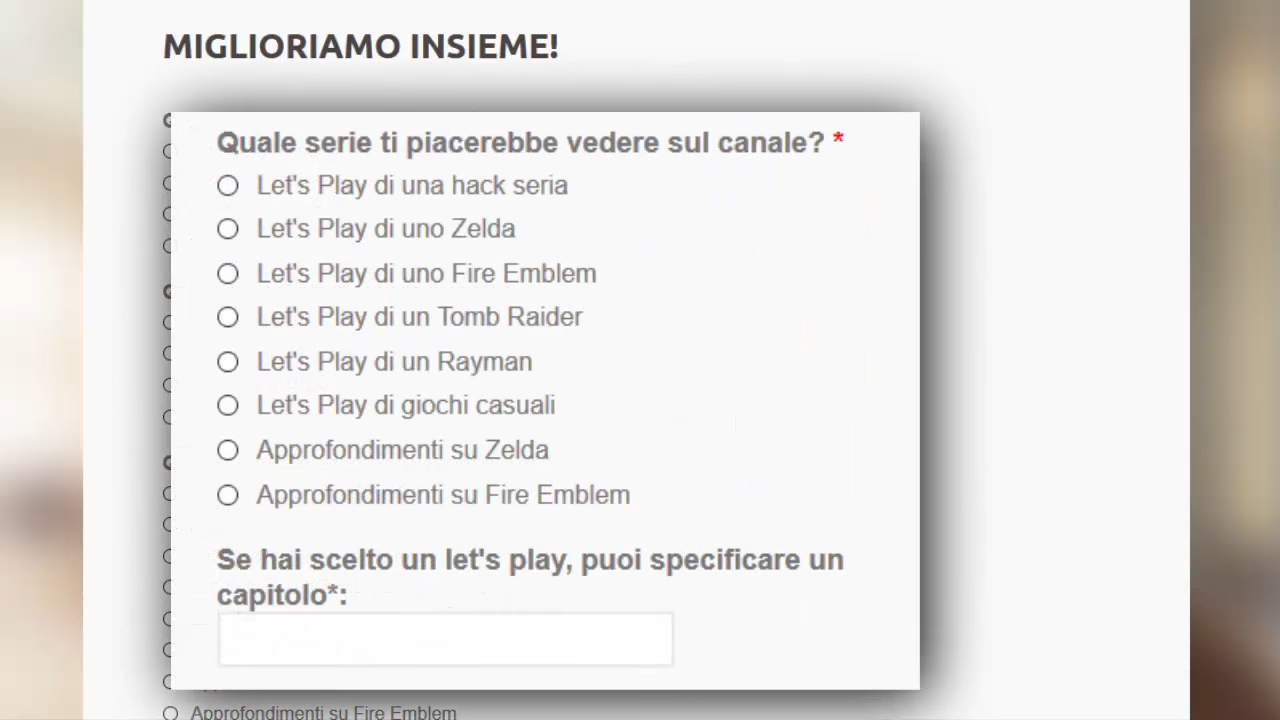 MIGLIORIAMO INSIEME!
Quale serie ti piacerebbe vedere sul canale? *
Let's Play di una hack seria
Let's Play di uno Zelda
Let's Play di uno Fire Emblem
Let's Play di un Tomb Raider
Let's Play di un Rayman
Let's Play di giochi casuali
Approfondimenti su Zelda
Approfondimenti su Fire Emblem
Se hai scelto un let's play, puoi specificare un
capitolo*:
Approfondimenti su Fire Emblem